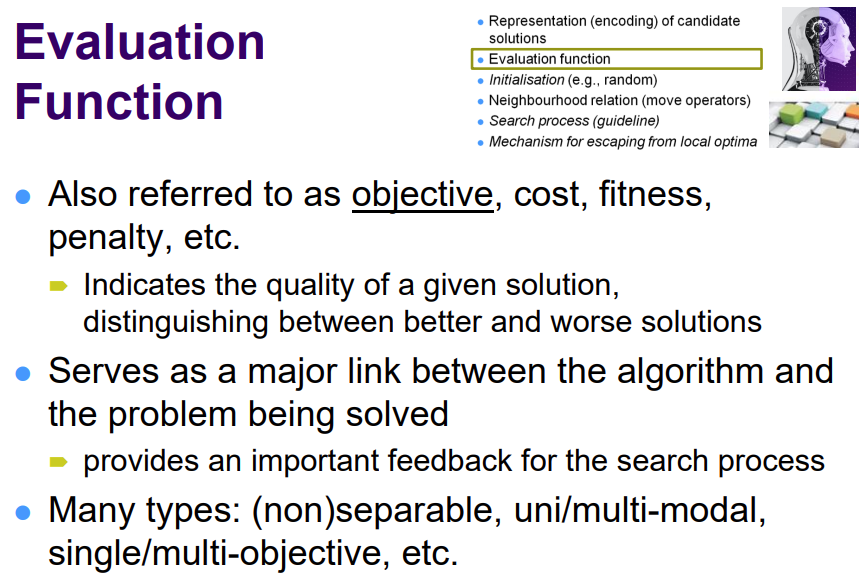 Evaluation
Function
Representation (encoding) of candidate
solutions
Evaluation function
Initialisation (e.g., random)
Neighbourhood relation (move operators)
Search process (guideline)
Mechanism for escaping from local optima
Also referred to as objective, cost, fitness,
penalty, etc.
Indicates the quality of a given solution,
distinguishing between better and worse solutions
Serves as a major link between the algorithm and
the problem being solved
provides an important feedback for the search process
Many types: (non)separable, uni/multi-modal,
single/multi-objective, etc.